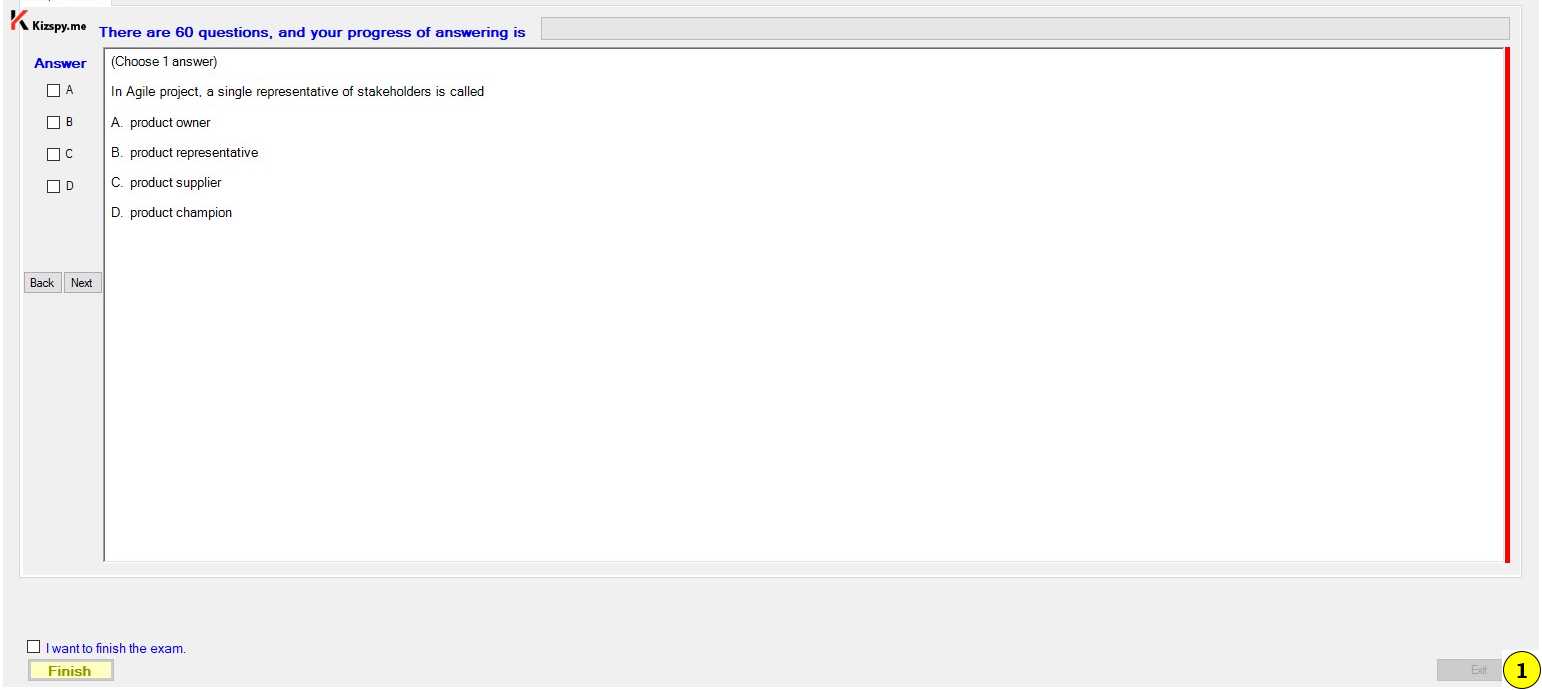 Kizspy.me
There are 60 questions, and your progress of answering is
Answer
(Choose 1 answer)
A
In Agile project, a single representative of stakeholders is called
B
A. product owner
C
B. product representative
D
C. product supplier
D. product champion
Back Next
I want to finish the exam.
Finish
Exit
1